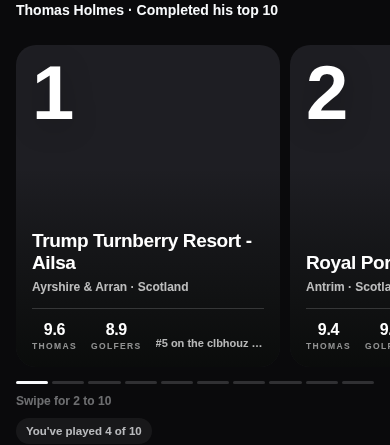 Thomas Holmes · Completed his top 10
1
Trump Turnberry Resort -
Ailsa
Ayrshire & Arran · Scotland
9.6
THOMAS
8.9
GOLFERS
#5 on the clbhouz …
2
Royal Por
Antrim · Scotla
9.4
THOMAS
9.
GOLF
Swipe for 2 to 10
You've played 4 of 10